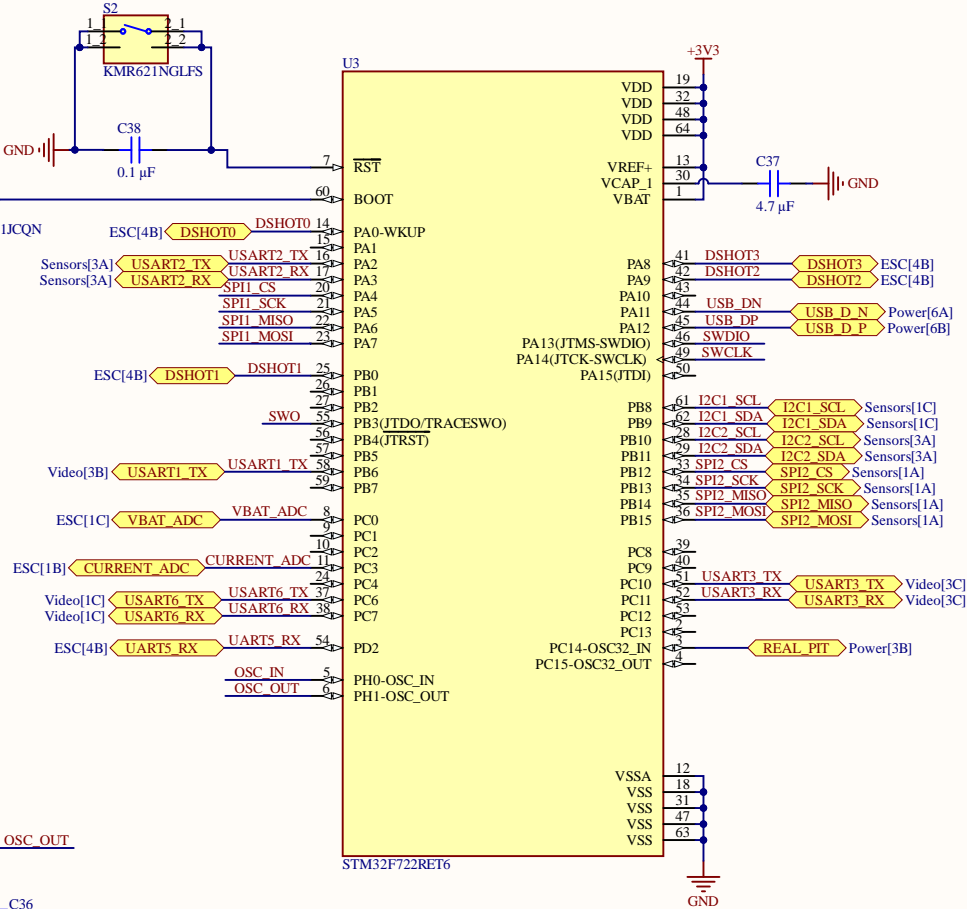 S2
1_1 2_1
1_2 2_2
KMR621NGLFS
GND
C38
0.1 µF
U3
+3V3
7 RST
60 BOOT
1JCQN
ESC[4B] DSHOT0 DSHOT0 14 PA0-WKUP
15 PA1
Sensors[3A] USART2_TX USART2_TX 16 PA2
Sensors[3A] USART2_RX USART2_RX 17 PA3
SPI1_CS 20 PA4
SPI1_SCK 21 PA5
SPI1_MISO 22 PA6
SPI1_MOSI 23 PA7
ESC[4B] DSHOT1 DSHOT1 25 PB0
26 PB1
27 PB2
SWO 55 PB3(JTDO/TRACESWO)
56 PB4(JTRST)
57 PB5
Video[3B] USART1_TX USART1_TX 58 PB6
59 PB7
ESC[1C] VBAT_ADC VBAT_ADC 8 PC0
9 PC1
10 PC2
ESC[1B] CURRENT_ADC CURRENT_ADC 11 PC3
24 PC4
Video[1C] USART6_TX USART6_TX 37 PC6
Video[1C] USART6_RX USART6_RX 38 PC7
ESC[4B] UART5_RX UART5_RX 54 PD2
OSC_IN 5 PH0-OSC_IN
OSC_OUT 6 PH1-OSC_OUT
VDD 19
VDD 32
VDD 48
VDD 64
VREF+ 13
VCAP_1 30
VBAT 1
C37
4.7 µF
GND
PA8 41 DSHOT3 DSHOT3 ESC[4B]
PA9 42 DSHOT2 DSHOT2 ESC[4B]
PA10 43
PA11 44 USB_DN USB_D_N Power[6A]
PA12 45 USB_DP USB_D_P Power[6B]
PA13(JTMS-SWDIO) 46 SWDIO
PA14(JTCK-SWCLK) 49 SWCLK
PA15(JTDI) 50
PB8 61 I2C1_SCL I2C1_SCL Sensors[1C]
PB9 62 I2C1_SDA I2C1_SDA Sensors[1C]
PB10 28 I2C2_SCL I2C2_SCL Sensors[3A]
PB11 29 I2C2_SDA I2C2_SDA Sensors[3A]
PB12 33 SPI2_CS SPI2_CS Sensors[1A]
PB13 34 SPI2_SCK SPI2_SCK Sensors[1A]
PB14 35 SPI2_MISO SPI2_MISO Sensors[1A]
PB15 36 SPI2_MOSI SPI2_MOSI Sensors[1A]
PC8 39
PC9 40
PC10 51 USART3_TX USART3_TX Video[3C]
PC11 52 USART3_RX USART3_RX Video[3C]
PC12 53
PC13 2
PC14-OSC32_IN 3 REAL_PIT Power[3B]
PC15-OSC32_OUT 4
VSSA 12
VSS 18
VSS 31
VSS 47
VSS 63
GND
STM32F722RET6
OSC_OUT
C36